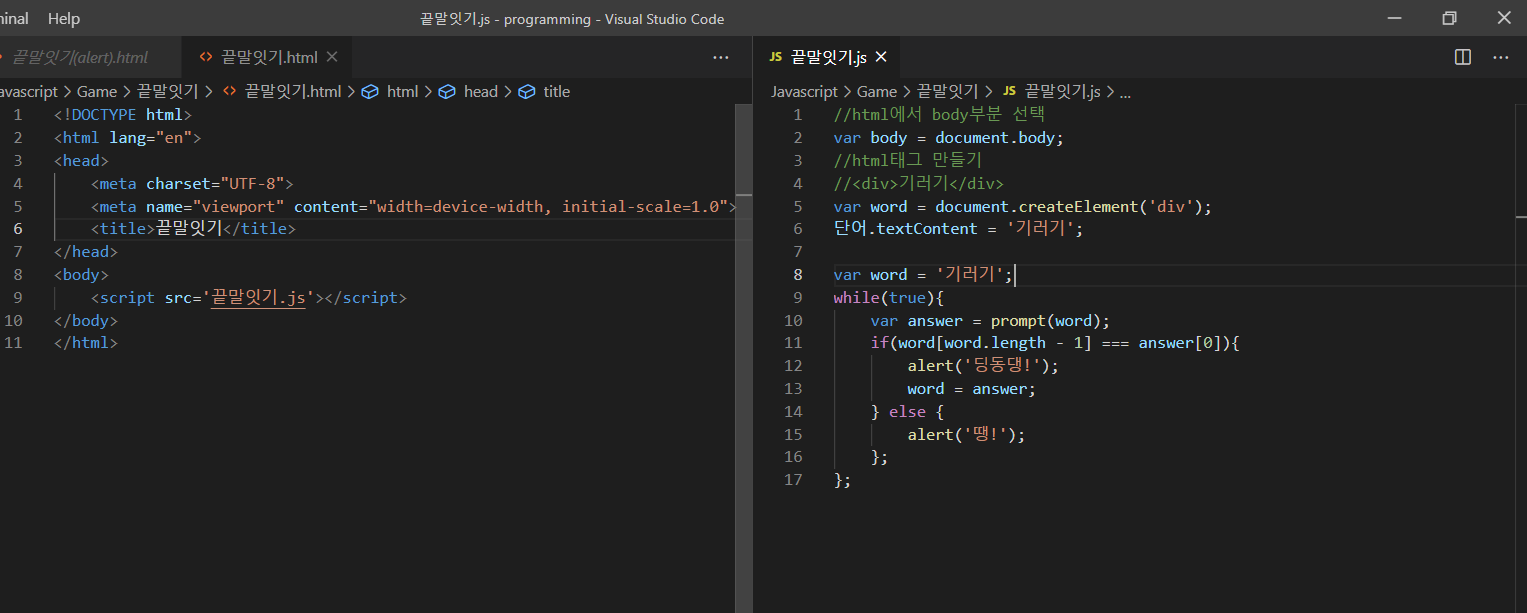 Help
끝말잇기.js - programming - Visual Studio Code
끝말잇기(alert).html
끝말잇기.html
JS 끝말잇기.js
Game > 끝말잇기 > 끝말잇기.html > html > head > title
1 <!DOCTYPE html>
2 <html lang="en">
3 <head>
4 <meta charset="UTF-8">
5 <meta name="viewport" content="width=device-width, initial-scale=1.0">
6 <title>끝말잇기</title>
7 </head>
8 <body>
9 <script src='끝말잇기.js'></script>
10 </body>
11 </html>
Javascript > Game > 끝말잇기 > JS 끝말잇기.js > ...
1 //html에서 body부분 선택
2 var body = document.body;
3 //html태그 만들기
4 //<div>기러기</div>
5 var word = document.createElement('div');
6 단어.textContent = '기러기';
7
8 var word = '기러기';
9 while(true){
10 var answer = prompt(word);
11 if(word[word.length - 1] === answer[0]){
12 alert('딩동댕!');
13 word = answer;
14 } else {
15 alert('땡!');
16 };
17 };